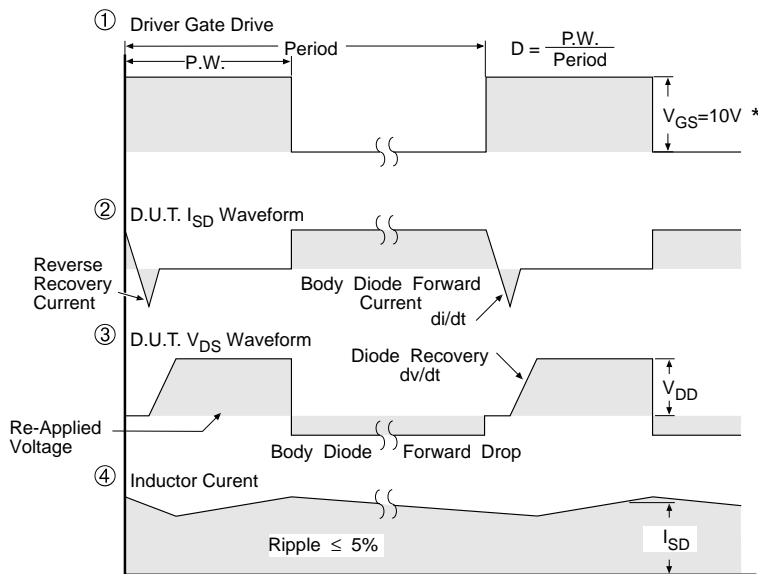 ① Driver Gate Drive
P.W.
Period
D = P.W. / Period
V_GS=10V *
② D.U.T. I_SD Waveform
Reverse
Recovery
Current
Body Diode Forward
Current
di/dt
③ D.U.T. V_DS Waveform
Diode Recovery
dv/dt
V_DD
Re-Applied
Voltage
Body Diode Forward Drop
④ Inductor Curent
Ripple ≤ 5%
I_SD